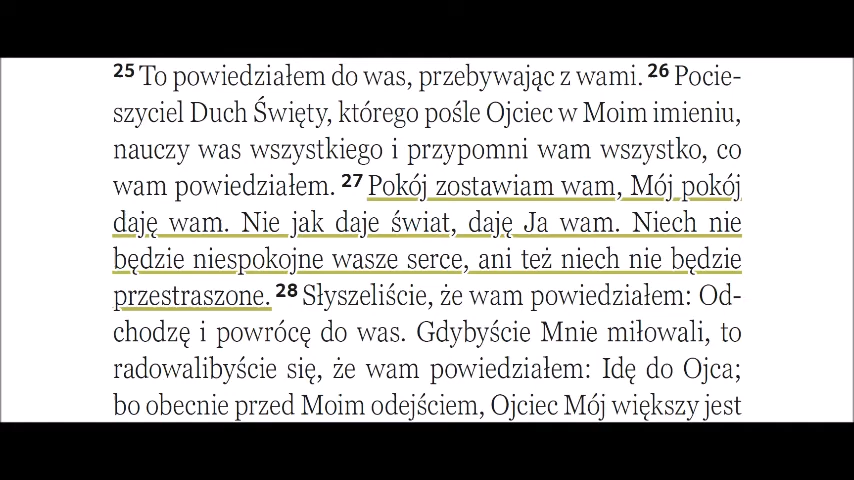 25 To powiedziałem do was, przebywając z wami. 26 Pocie-
szyciel Duch Święty, którego pośle Ojciec w Moim imieniu,
nauczy was wszystkiego i przypomni wam wszystko, co
wam powiedziałem. 27 Pokój zostawiam wam, Mój pokój
daję wam. Nie jak daje świat, daję Ja wam. Niech nie
będzie niespokojne wasze serce, ani też niech nie będzie
przestraszone. 28 Słyszeliście, że wam powiedziałem: Od-
chodzę i powrócę do was. Gdybyście Mnie miłowali, to
radowalibyście się, że wam powiedziałem: Idę do Ojca;
bo obecnie przed Moim odejściem, Ojciec Mój większy jest